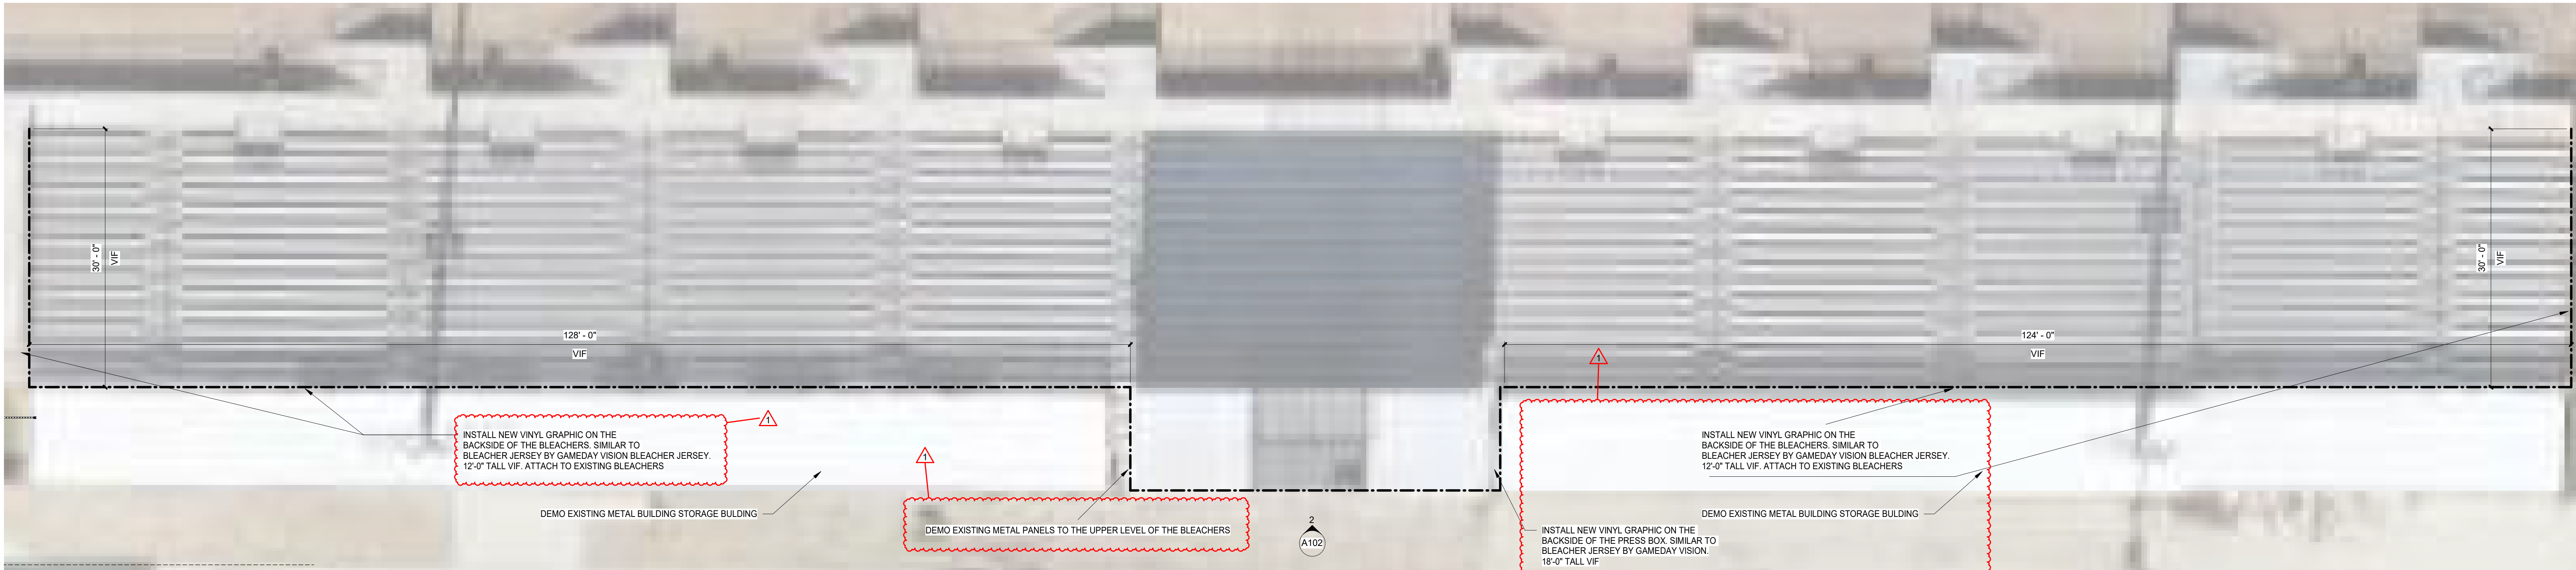 30' - 0"
VIF
128' - 0"
VIF
1
INSTALL NEW VINYL GRAPHIC ON THE
BACKSIDE OF THE BLEACHERS. SIMILAR TO
BLEACHER JERSEY BY GAMEDAY VISION BLEACHER JERSEY.
12'-0" TALL VIF. ATTACH TO EXISTING BLEACHERS
DEMO EXISTING METAL BUILDING STORAGE BULDING
1
DEMO EXISTING METAL PANELS TO THE UPPER LEVEL OF THE BLEACHERS
2
A102
30' - 0"
VIF
124' - 0"
VIF
1
INSTALL NEW VINYL GRAPHIC ON THE
BACKSIDE OF THE BLEACHERS. SIMILAR TO
BLEACHER JERSEY BY GAMEDAY VISION BLEACHER JERSEY.
12'-0" TALL VIF. ATTACH TO EXISTING BLEACHERS
DEMO EXISTING METAL BUILDING STORAGE BULDING
INSTALL NEW VINYL GRAPHIC ON THE
BACKSIDE OF THE PRESS BOX. SIMILAR TO
BLEACHER JERSEY BY GAMEDAY VISION.
18'-0" TALL VIF